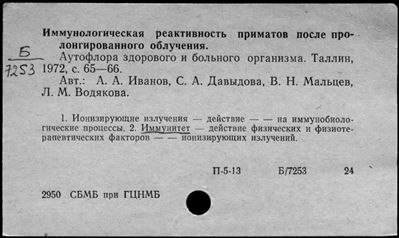 Иммунологическая реактивность приматов после про-
лонгированного облучения.
Б
7253
Аутофлора здорового и больного организма. Таллин,
1972, с. 65—66.
Авт.: А. А. Иванов, С. А. Давыдова, В. Н. Мальцев,
Л. М. Водякова.
1. Ионизирующие излучения — действие — — на иммунобиоло-
гические процессы. 2. Иммунитет — действие физических и физиоте-
рапевтических факторов — — ионизирующих излучений.
П-5-13 Б/7253 24
2950 СБМБ при ГЦНМБ